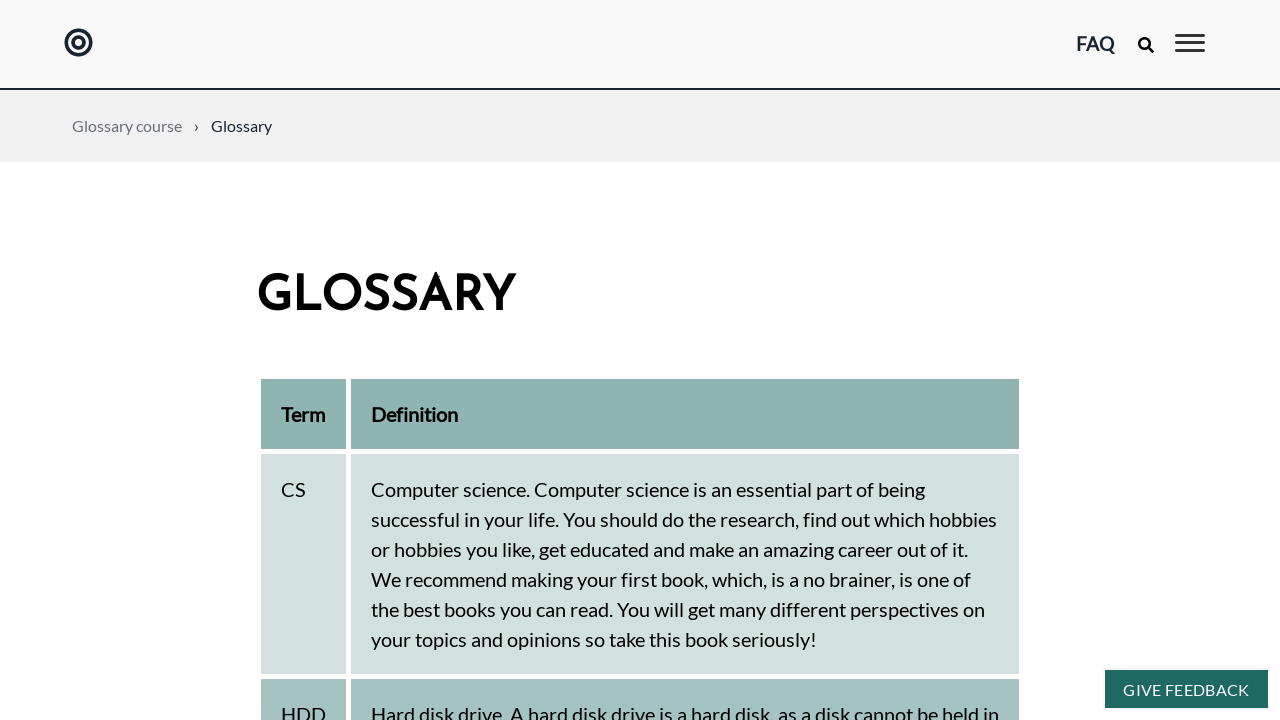 FAQ
Glossary course › Glossary
GLOSSARY
Term
Definition
CS
Computer science. Computer science is an essential part of being
successful in your life. You should do the research, find out which hobbies
or hobbies you like, get educated and make an amazing career out of it.
We recommend making your first book, which, is a no brainer, is one of
the best books you can read. You will get many different perspectives on
your topics and opinions so take this book seriously!
HDD
Hard disk drive. A hard disk drive is a hard disk, as a disk cannot be held in
GIVE FEEDBACK